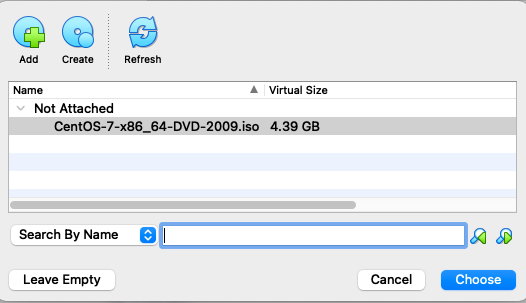 Add Create Refresh
Name Virtual Size
Not Attached
CentOS-7-x86_64-DVD-2009.iso 4.39 GB
Search By Name
Leave Empty Cancel Choose